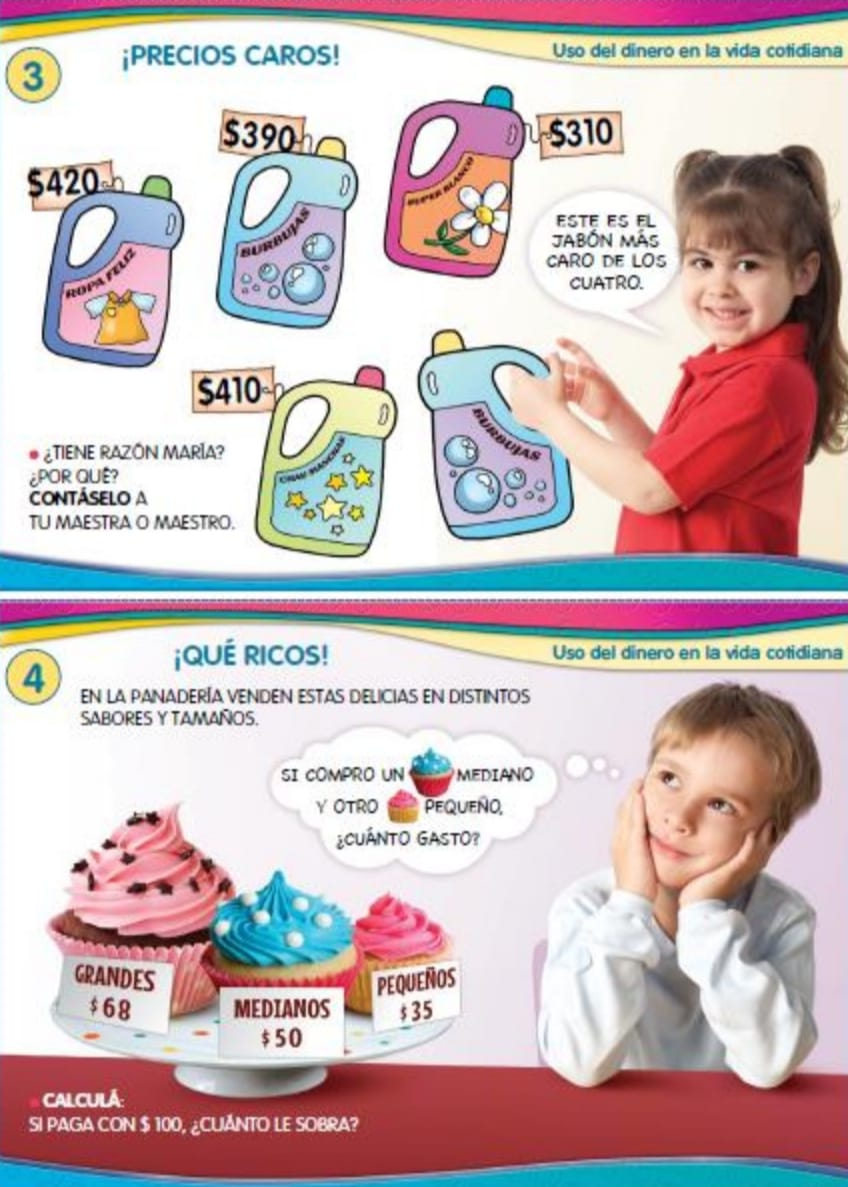 3
¡PRECIOS CAROS!
Uso del dinero en la vida cotidiana
$420
$390
$310
ROPA FELIZ
BURBUJAS
SUPER BLANCO
ESTE ES EL
JABÓN MÁS
CARO DE LOS
CUATRO.
$410
CHAU MANCHAS
BURBUJAS
• ¿TIENE RAZÓN MARÍA?
¿POR QUÉ?
CONTÁSELO A
TU MAESTRA O MAESTRO.
4
¡QUÉ RICOS!
Uso del dinero en la vida cotidiana
EN LA PANADERÍA VENDEN ESTAS DELICIAS EN DISTINTOS
SABORES Y TAMAÑOS.
SI COMPRO UN MEDIANO
Y OTRO PEQUEÑO,
¿CUÁNTO GASTO?
GRANDES
$68
MEDIANOS
$50
PEQUEÑOS
$35
• CALCULÁ:
SI PAGA CON $ 100, ¿CUÁNTO LE SOBRA?